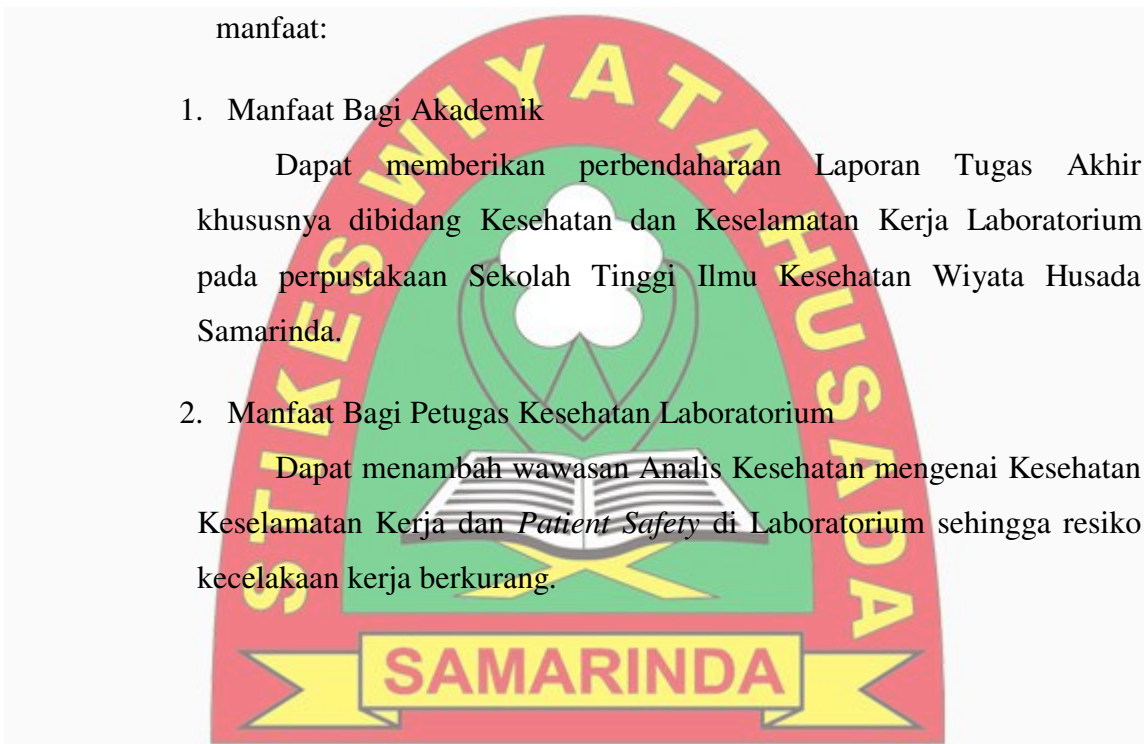 manfaat:
1. Manfaat Bagi Akademik
Dapat memberikan perbendaharaan Laporan Tugas Akhir
khususnya dibidang Kesehatan dan Keselamatan Kerja Laboratorium
pada perpustakaan Sekolah Tinggi Ilmu Kesehatan Wiyata Husada
Samarinda.
2. Manfaat Bagi Petugas Kesehatan Laboratorium
Dapat menambah wawasan Analis Kesehatan mengenai Kesehatan
Keselamatan Kerja dan Patient Safety di Laboratorium sehingga resiko
kecelakaan kerja berkurang.
STIKES WIYATA HUSADA
SAMARINDA